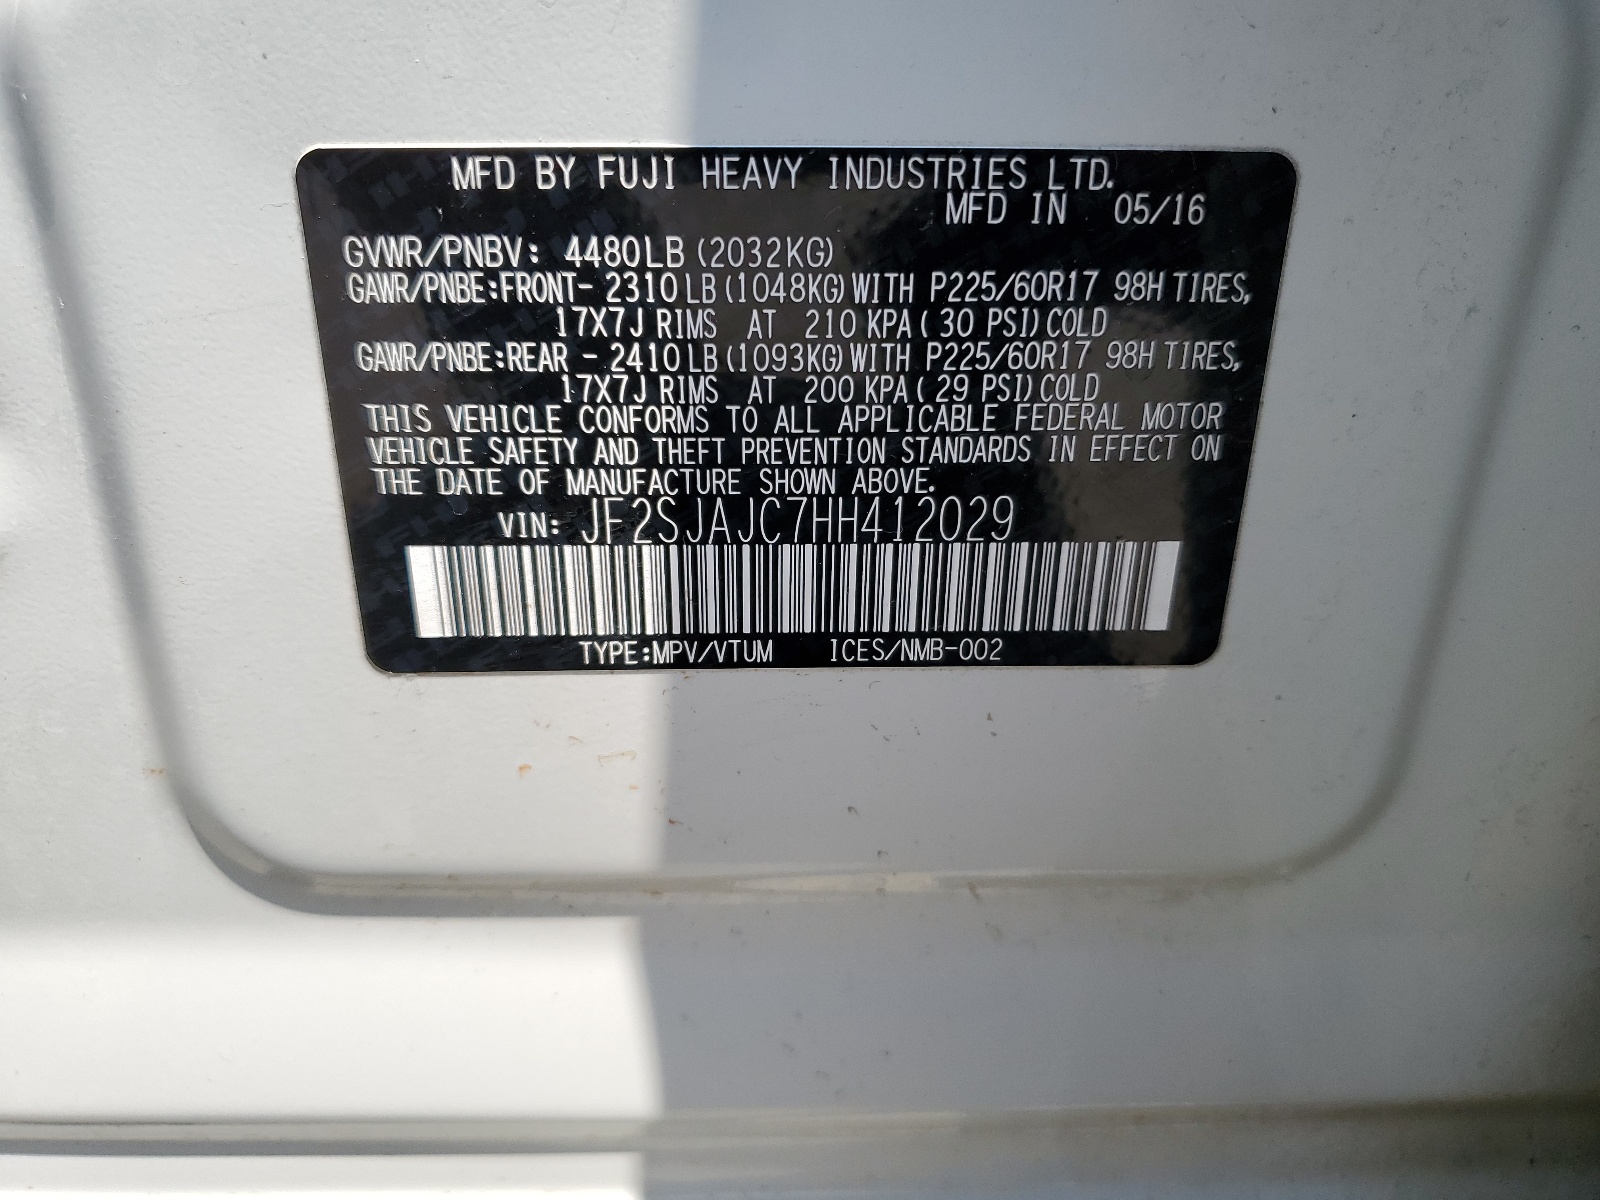 MFD BY FUJI HEAVY INDUSTRIES LTD.
MFD IN 05/16
GVWR/PNBV: 4480LB (2032KG)
GAWR/PNBE:FRONT- 2310LB (1048KG) WITH P225/60R17 98H TIRES,
17X7J RIMS AT 210 KPA ( 30 PSI) COLD
GAWR/PNBE:REAR - 2410LB (1093KG) WITH P225/60R17 98H TIRES,
17X7J RIMS AT 200 KPA ( 29 PSI) COLD
THIS VEHICLE CONFORMS TO ALL APPLICABLE FEDERAL MOTOR
VEHICLE SAFETY AND THEFT PREVENTION STANDARDS IN EFFECT ON
THE DATE OF MANUFACTURE SHOWN ABOVE.
VIN: JF2SJAJC7HH412029
TYPE:MPV/VTUM ICES/NMB-002